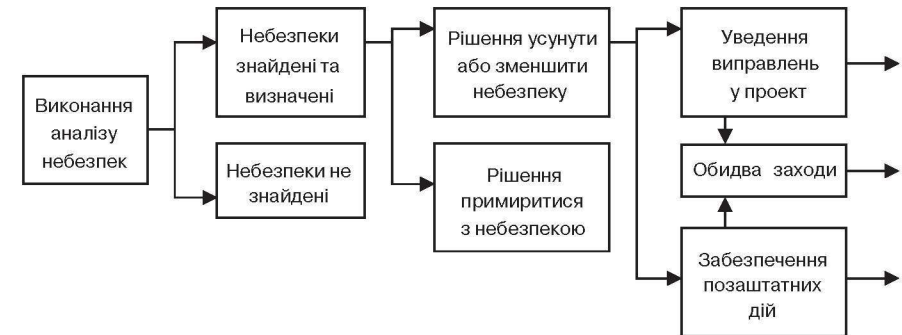 Виконання
аналізу
небезпек
Небезпеки
знайдені та
визначені
Небезпеки не
знайдені
Рішення усунути
або зменшити
небезпеку
Рішення
примиритися
з небезпекою
Уведення
виправлень
у проект
Обидва заходи
Забезпечення
позаштатних
дій